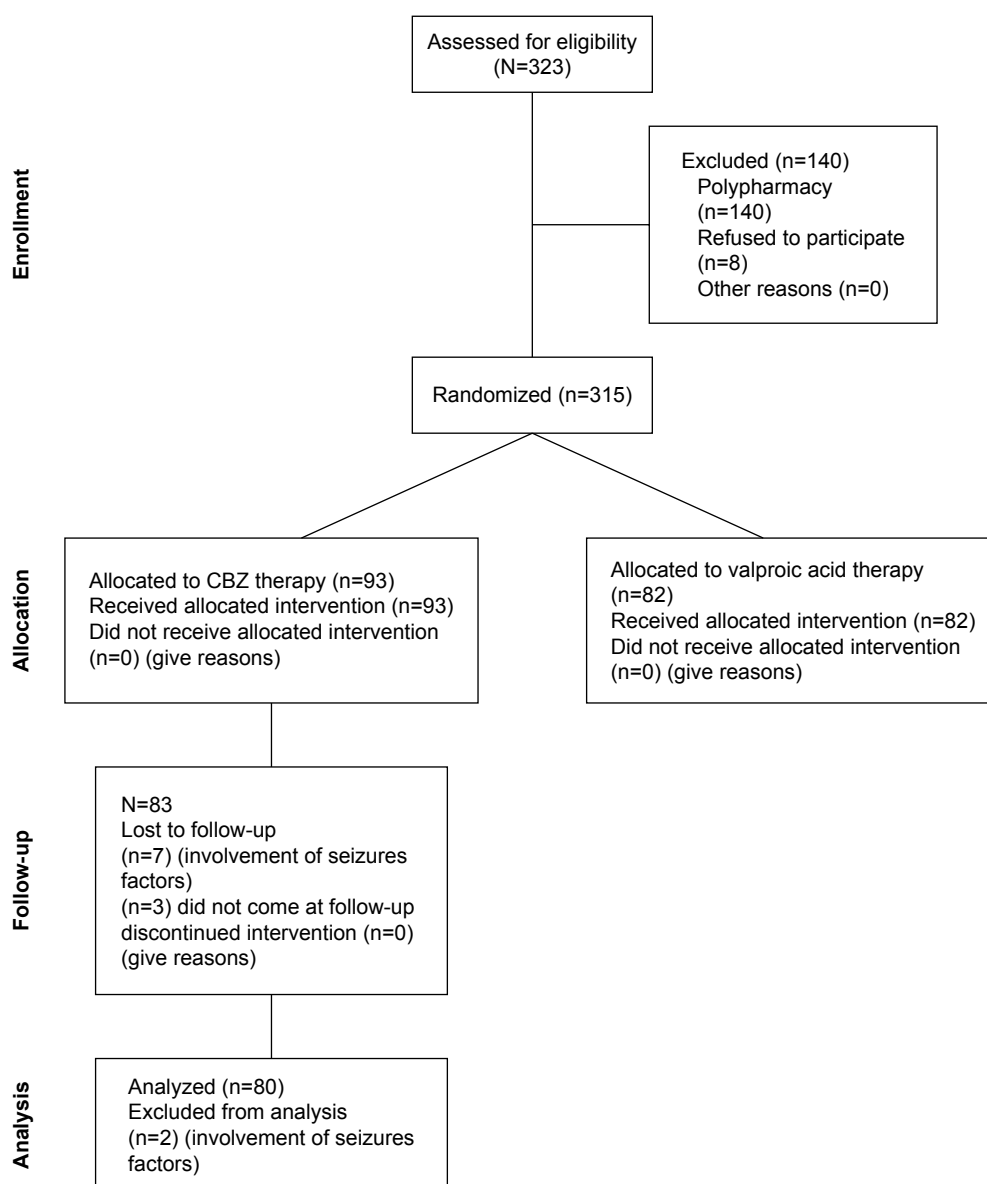 Assessed for eligibility
(N=323)
Enrollment
Excluded (n=140)
Polypharmacy
(n=140)
Refused to participate
(n=8)
Other reasons (n=0)
Randomized (n=315)
Allocation
Allocated to CBZ therapy (n=93)
Received allocated intervention (n=93)
Did not receive allocated intervention
(n=0) (give reasons)
Allocated to valproic acid therapy
(n=82)
Received allocated intervention (n=82)
Did not receive allocated intervention
(n=0) (give reasons)
Follow-up
N=83
Lost to follow-up
(n=7) (involvement of seizures
factors)
(n=3) did not come at follow-up
discontinued intervention (n=0)
(give reasons)
Analysis
Analyzed (n=80)
Excluded from analysis
(n=2) (involvement of seizures
factors)